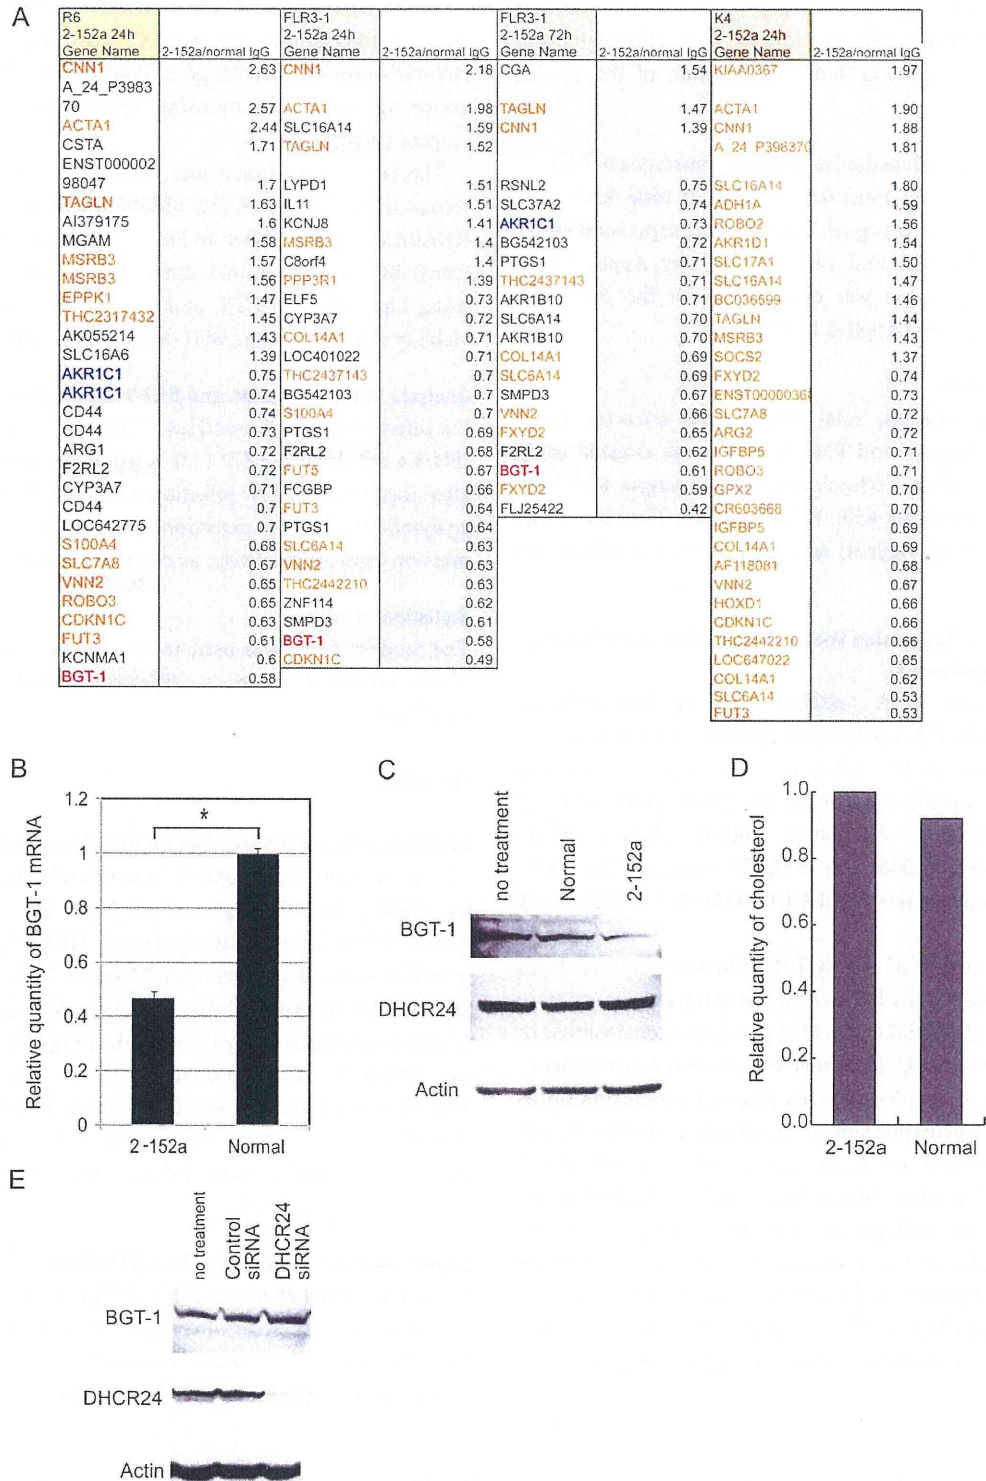 A
R6 FLR3-1 FLR3-1 K4
2-152a 24h 2-152a 24h 2-152a 72h 2-152a 24h
Gene Name 2-152a/normal IgG Gene Name 2-152a/normal IgG Gene Name 2-152a/normal IgG Gene Name 2-152a/normal IgG
CNN1 2.63 CNN1 2.18 CGA 1.54 KIAA0367 1.97
A_24_P3983
70 2.57 ACTA1 1.98 TAGLN 1.47 ACTA1 1.90
ACTA1 2.44 SLC16A14 1.59 CNN1 1.39 CNN1 1.88
CSTA 1.71 TAGLN 1.52 A_24_P398370 1.81
ENST000002
98047 1.7 LYPD1 1.51 RSNL2 0.75 SLC16A14 1.80
TAGLN 1.63 IL11 1.51 SLC37A2 0.74 ADH1A 1.59
AI379175 1.6 KCNJ8 1.41 AKR1C1 0.73 ROBO2 1.56
MGAM 1.58 MSRB3 1.4 BG542103 0.72 AKR1D1 1.54
MSRB3 1.57 C8orf4 1.4 PTGS1 0.71 SLC17A1 1.50
MSRB3 1.56 PPP3R1 1.39 THC2437143 0.71 SLC16A14 1.47
EPPK1 1.47 ELF5 0.73 AKR1B10 0.71 BC036599 1.46
THC2317432 1.45 CYP3A7 0.72 SLC6A14 0.70 TAGLN 1.44
AK055214 1.43 COL14A1 0.71 AKR1B10 0.70 MSRB3 1.43
SLC16A6 1.39 LOC401022 0.71 COL14A1 0.69 SOCS2 1.37
AKR1C1 0.75 THC2437143 0.7 SLC6A14 0.69 FXYD2 0.74
AKR1C1 0.74 BG542103 0.7 SMPD3 0.67 ENST0000036 0.73
CD44 0.74 S100A4 0.7 VNN2 0.66 SLC7A8 0.72
CD44 0.73 PTGS1 0.69 FXYD2 0.65 ARG2 0.72
ARG1 0.72 F2RL2 0.68 F2RL2 0.62 IGFBP5 0.71
F2RL2 0.72 FUT5 0.67 BGT-1 0.61 ROBO3 0.71
CYP3A7 0.71 FCGBP 0.66 FXYD2 0.59 GPX2 0.70
CD44 0.7 FUT3 0.64 FLJ25422 0.42 CR603668 0.70
LOC642775 0.7 PTGS1 0.64 IGFBP5 0.69
S100A4 0.68 SLC6A14 0.63 COL14A1 0.69
SLC7A8 0.67 VNN2 0.63 AF118081 0.68
VNN2 0.65 THC2442210 0.63 VNN2 0.67
ROBO3 0.65 ZNF114 0.62 HOXD1 0.66
CDKN1C 0.63 SMPD3 0.61 CDKN1C 0.66
FUT3 0.61 BGT-1 0.58 THC2442210 0.66
KCNMA1 0.6 CDKN1C 0.49 LOC647022 0.65
BGT-1 0.58 COL14A1 0.62
SLC6A14 0.53
FUT3 0.53
B
Relative quantity of BGT-1 mRNA
1.2
1
0.8
0.6
0.4
0.2
0
*
2-152a Normal
C
no treatment
Normal
2-152a
BGT-1
DHCR24
Actin
D
Relative quantity of cholesterol
1.0
0.8
0.6
0.4
0.2
0.0
2-152a Normal
E
no treatment
Control
siRNA
DHCR24
siRNA
BGT-1
DHCR24
Actin